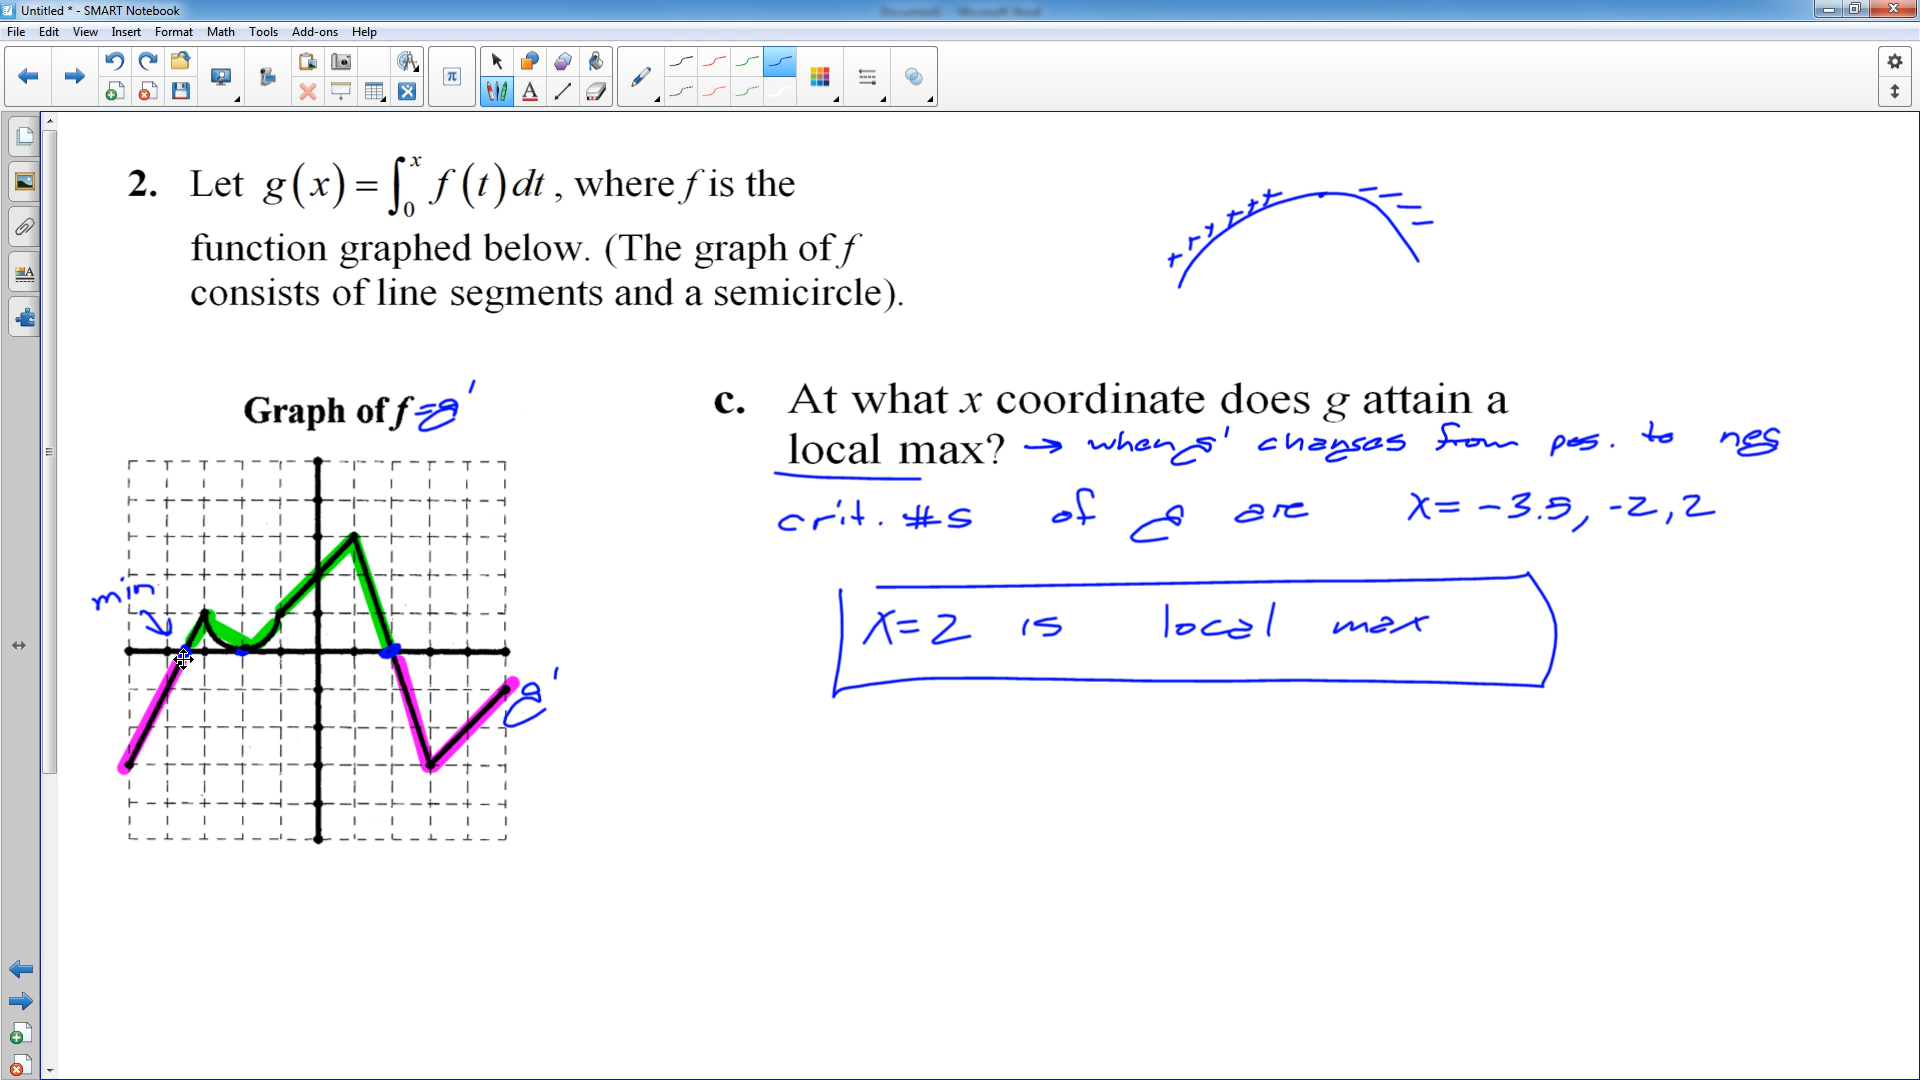 Untitled * - SMART Notebook
File Edit View Insert Format Math Tools Add-ons Help
2. Let g(x) = ∫₀ˣ f(t) dt, where f is the
function graphed below. (The graph of f
consists of line segments and a semicircle).
+ + + + + + − − − −
Graph of f = g'
c. At what x coordinate does g attain a
local max? → when g' changes from pos. to neg
crit. #s of g are x = -3.5, -2, 2
min
x = 2 is local max
g'